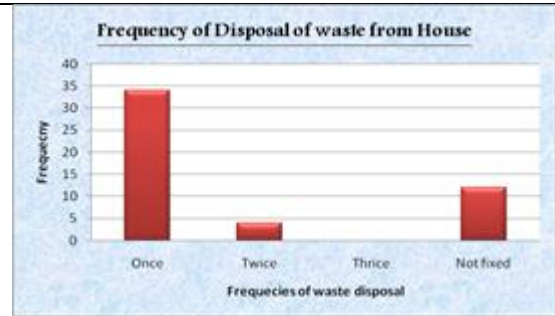 Frequency of Disposal of waste from House
40
35
30
25
20
15
10
5
0
Frequecny
Once Twice Thrice Not fixed
Frequecies of waste disposal